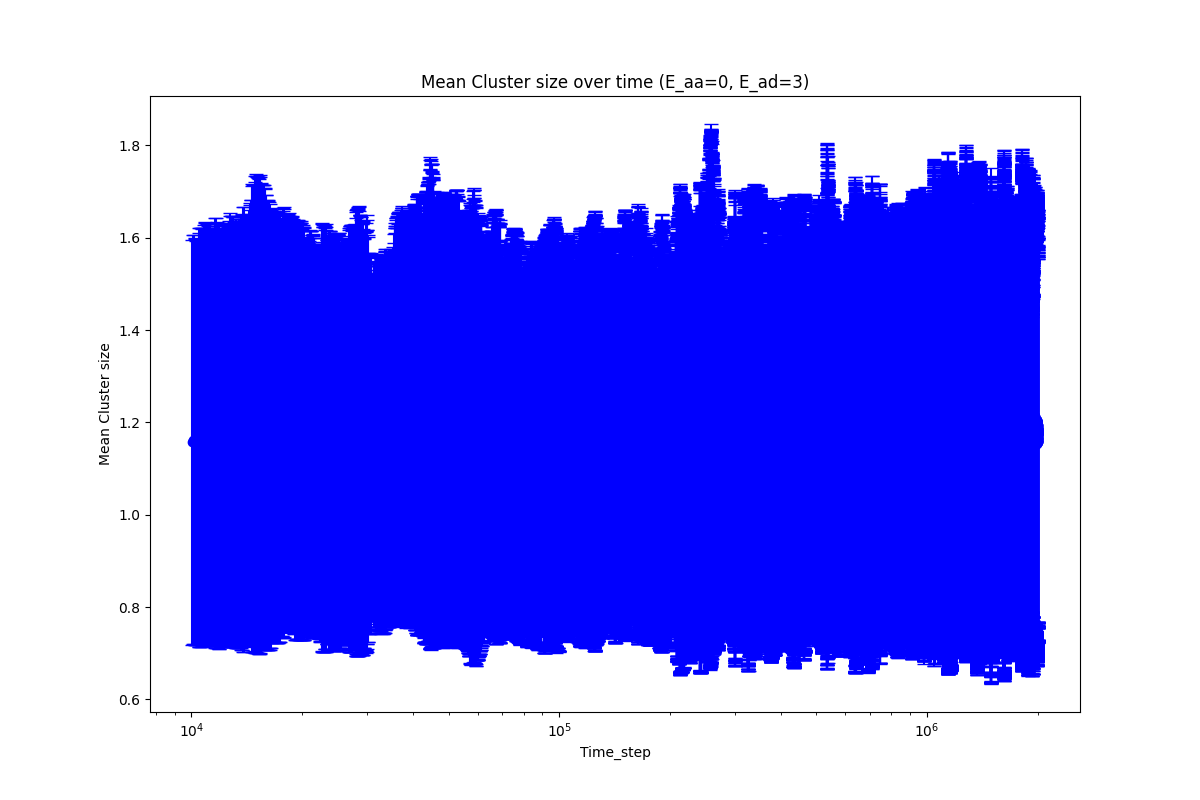 Mean Cluster size over time (E_aa=0, E_ad=3)
1.8
1.6
1.4
1.2
1.0
0.8
0.6
Mean Cluster size
10⁴ 10⁵ 10⁶
Time_step